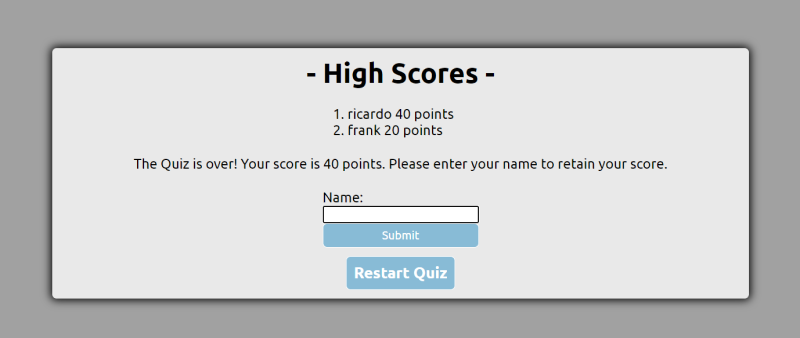 - High Scores -
1. ricardo 40 points
2. frank 20 points
The Quiz is over! Your score is 40 points. Please enter your name to retain your score.
Name:
Submit
Restart Quiz